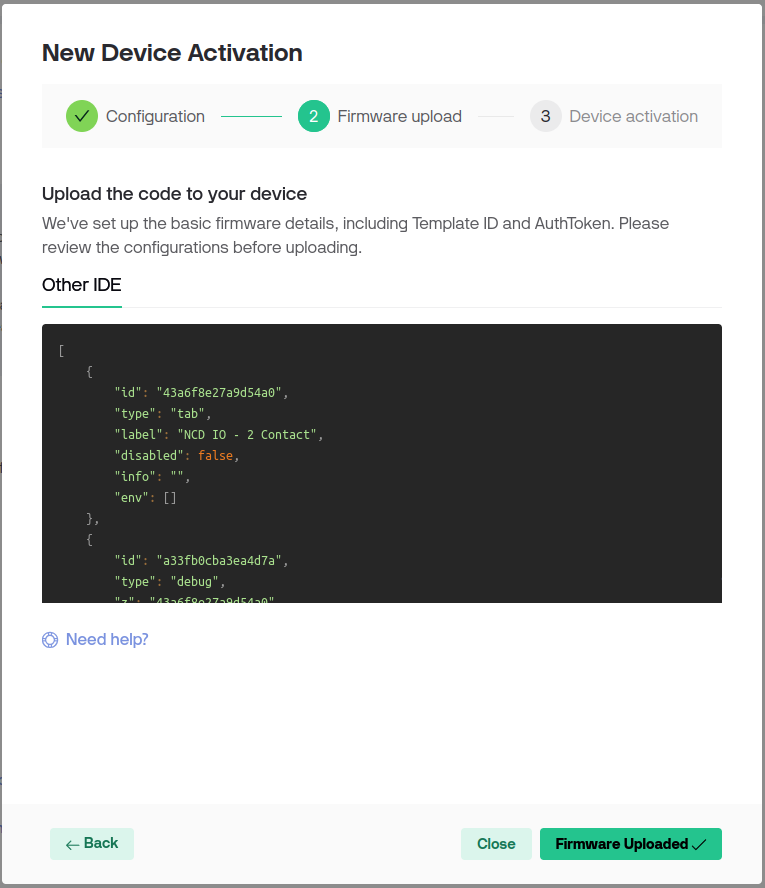 New Device Activation
Configuration
2 Firmware upload
3 Device activation
Upload the code to your device
We've set up the basic firmware details, including Template ID and AuthToken. Please
review the configurations before uploading.
Other IDE
[
{
"id": "43a6f8e27a9d54a0",
"type": "tab",
"label": "NCD IO - 2 Contact",
"disabled": false,
"info": "",
"env": []
},
{
"id": "a33fb0cba3ea4d7a",
"type": "debug",
"z": "43a6f8e27a9d54a0"
Need help?
← Back
Close
Firmware Uploaded